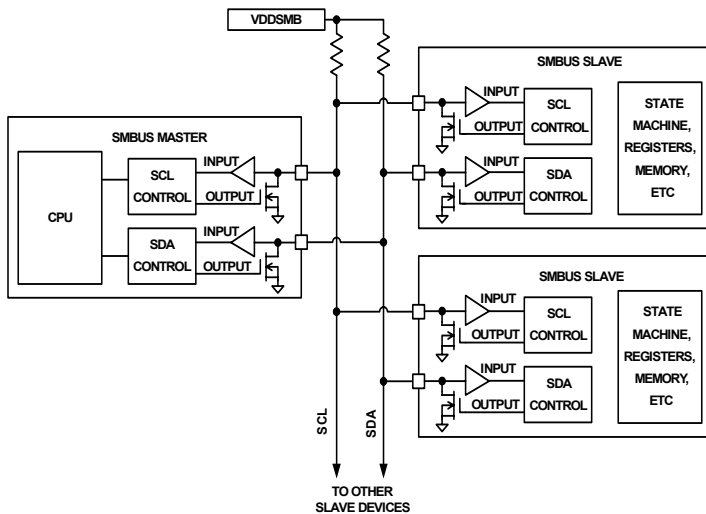 VDDSMB
SMBUS MASTER
CPU
SCL
CONTROL
INPUT
OUTPUT
SDA
CONTROL
INPUT
OUTPUT
SMBUS SLAVE
INPUT
OUTPUT
SCL
CONTROL
INPUT
OUTPUT
SDA
CONTROL
STATE
MACHINE,
REGISTERS,
MEMORY,
ETC
SMBUS SLAVE
INPUT
OUTPUT
SCL
CONTROL
INPUT
OUTPUT
SDA
CONTROL
STATE
MACHINE,
REGISTERS,
MEMORY,
ETC
SCL
SDA
TO OTHER
SLAVE DEVICES